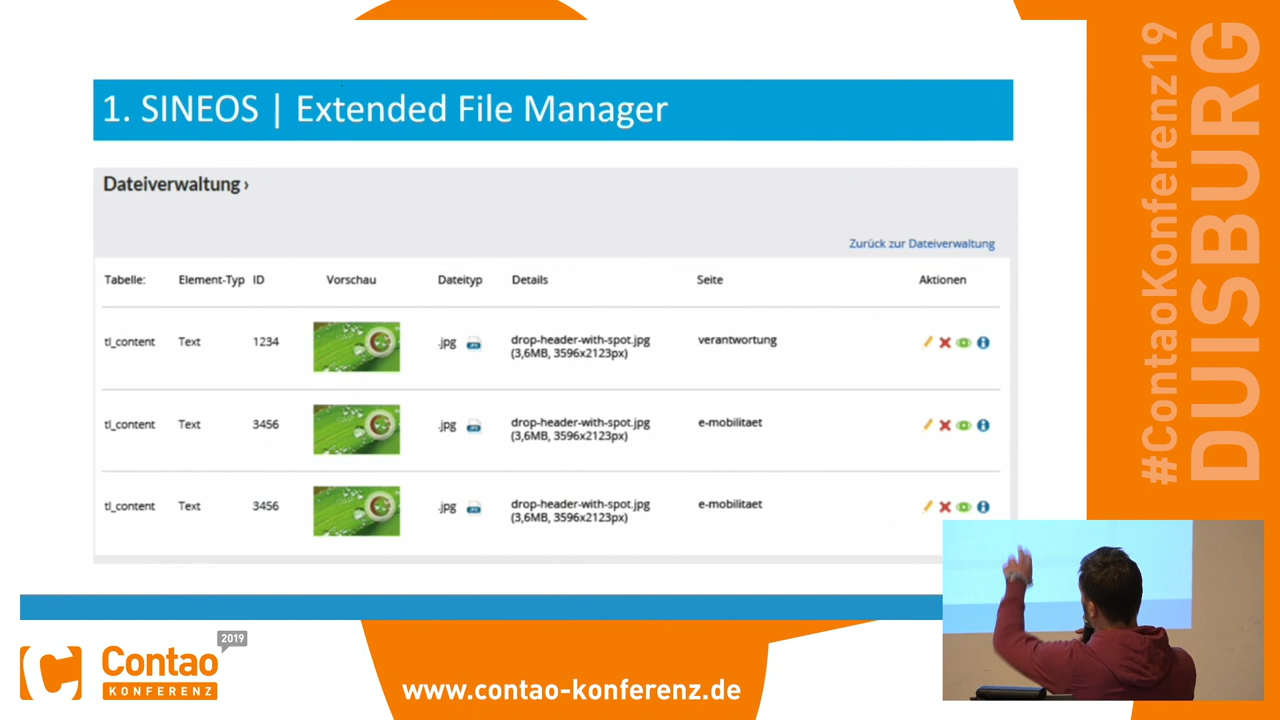 1. SINEOS | Extended File Manager
Dateiverwaltung ›
Zurück zur Dateiverwaltung
Tabelle: Element-Typ ID Vorschau Dateityp Details Seite Aktionen
tl_content Text 1234 .jpg drop-header-with-spot.jpg verantwortung
(3,6MB, 3596x2123px)
tl_content Text 3456 .jpg drop-header-with-spot.jpg e-mobilitaet
(3,6MB, 3596x2123px)
tl_content Text 3456 .jpg drop-header-with-spot.jpg e-mobilitaet
(3,6MB, 3596x2123px)
#ContaoKonferenz19
DUISBURG
2019
Contao
KONFERENZ
www.contao-konferenz.de